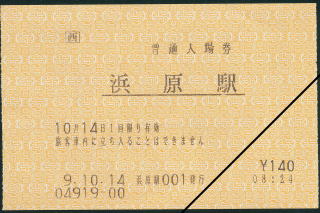 西
普通入場券
浜原駅
10月14日1回限り有効
旅客車内に立ち入ることはできません
¥140
08:24
9.10.14 浜原駅001発行
04919-00